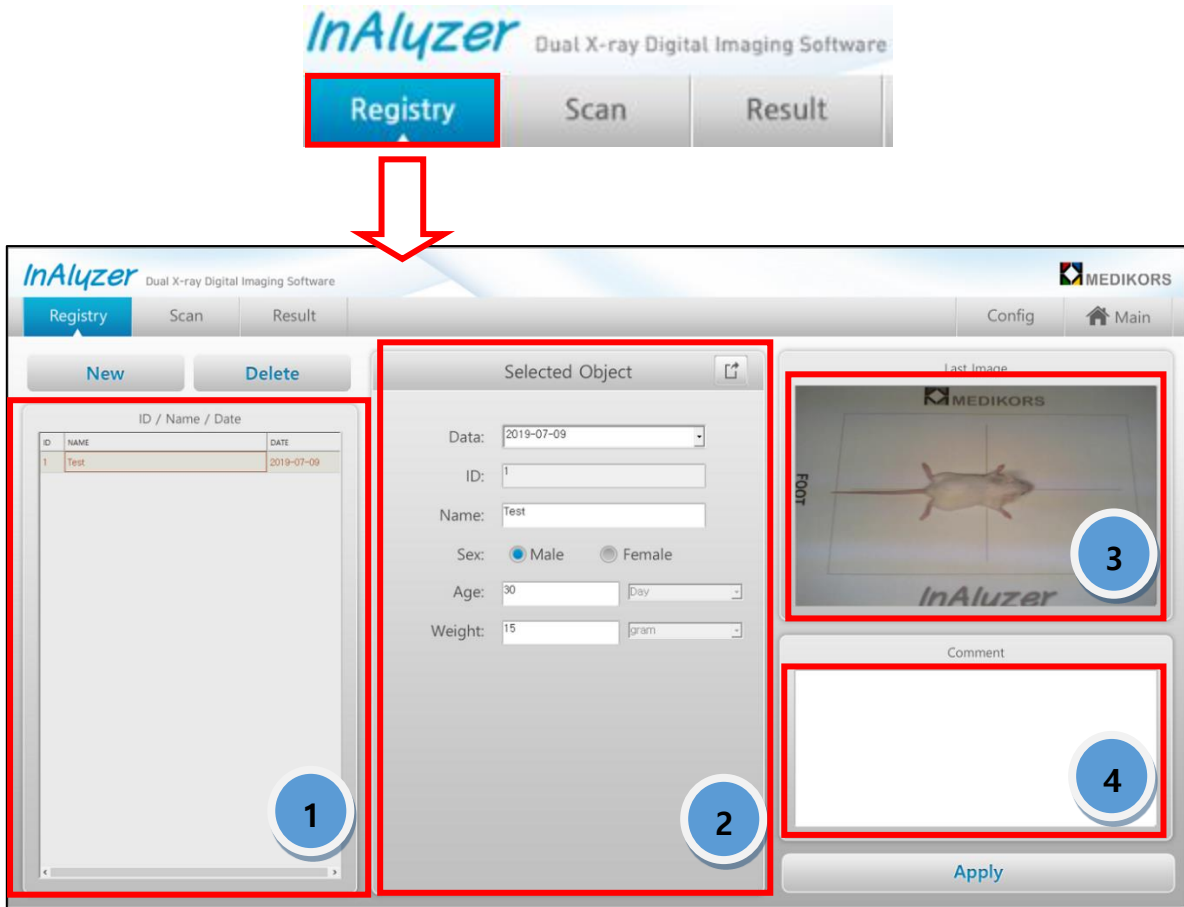 InAlyzer Dual X-ray Digital Imaging Software
Registry Scan Result
InAlyzer Dual X-ray Digital Imaging Software
MEDIKORS
Registry Scan Result Config Main
New Delete
ID / Name / Date
ID NAME DATE
1 Test 2019-07-09
1
Selected Object
Data: 2019-07-09
ID: 1
Name: Test
Sex: Male Female
Age: 30 Day
Weight: 15 gram
2
Last Image
MEDIKORS
FOOT
InAlyzer
3
Comment
4
Apply